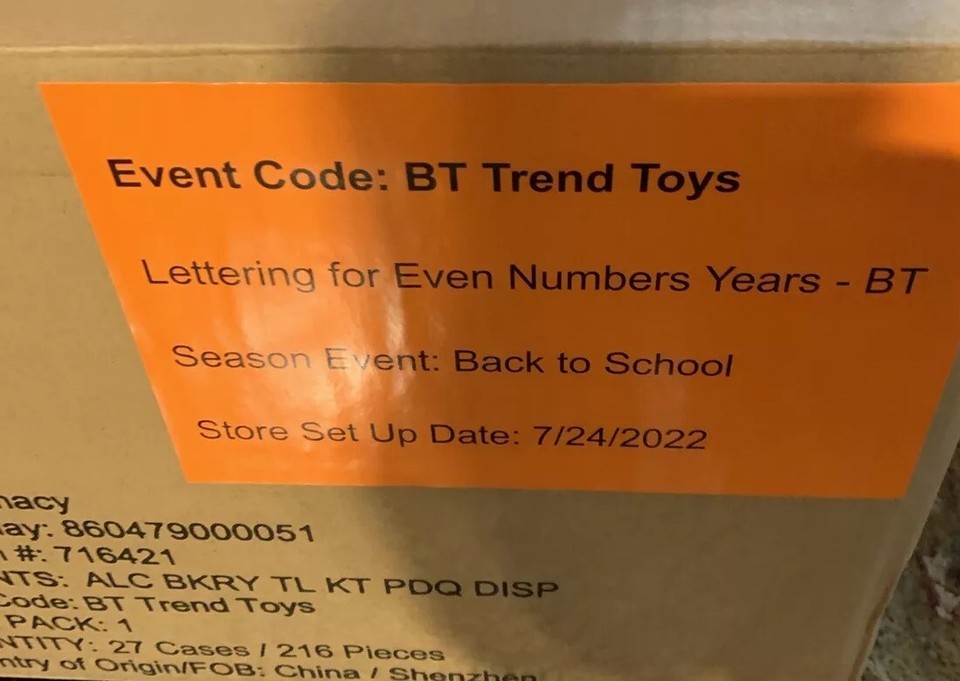 Event Code: BT Trend Toys
Lettering for Even Numbers Years - BT
Season Event: Back to School
Store Set Up Date: 7/24/2022
macy
ay: 860479000051
#: 716421
NTS: ALC BKRY TL KT PDQ DISP
Code: BT Trend Toys
PACK: 1
NTITY: 27 Cases / 216 Pieces
ntry of Origin/FOB: China / Shenzhen